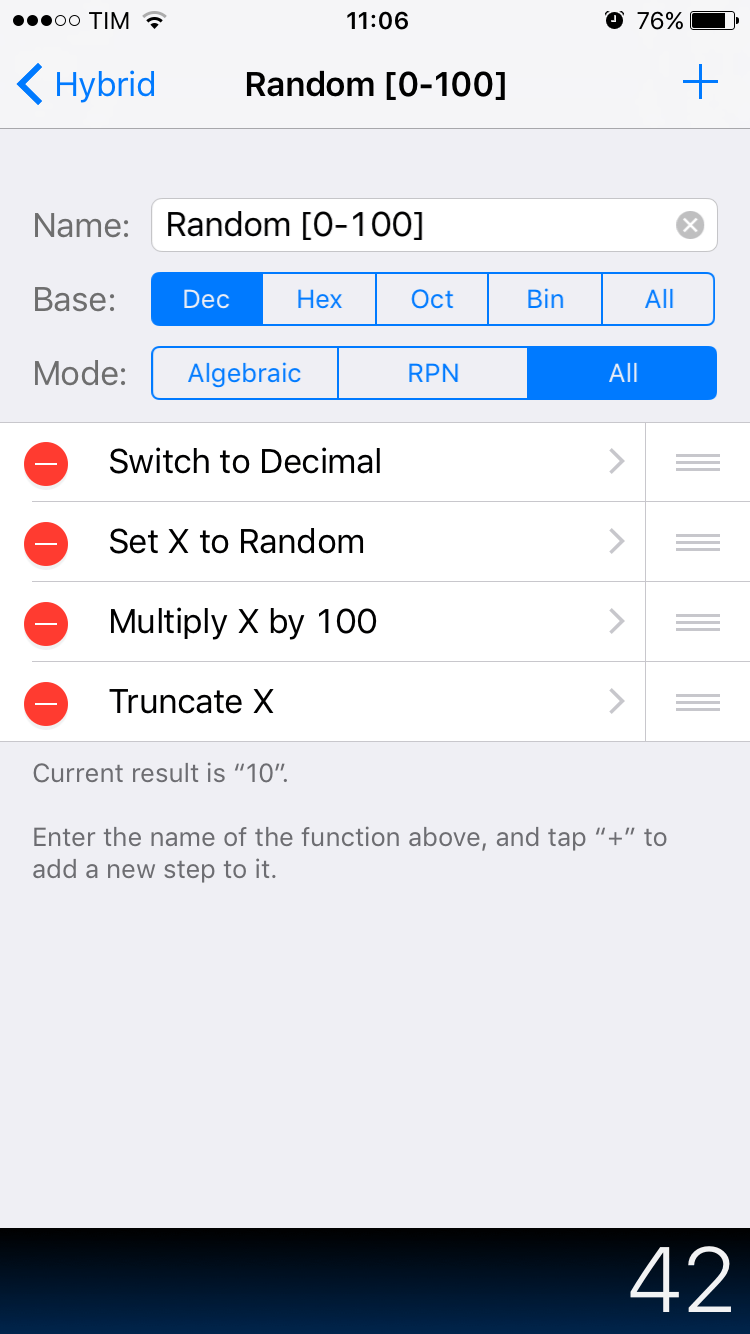 TIM 11:06 76%
Hybrid Random [0-100]
Name: Random [0-100]
Base: Dec Hex Oct Bin All
Mode: Algebraic RPN All
Switch to Decimal
Set X to Random
Multiply X by 100
Truncate X
Current result is “10”.
Enter the name of the function above, and tap “+” to
add a new step to it.
42